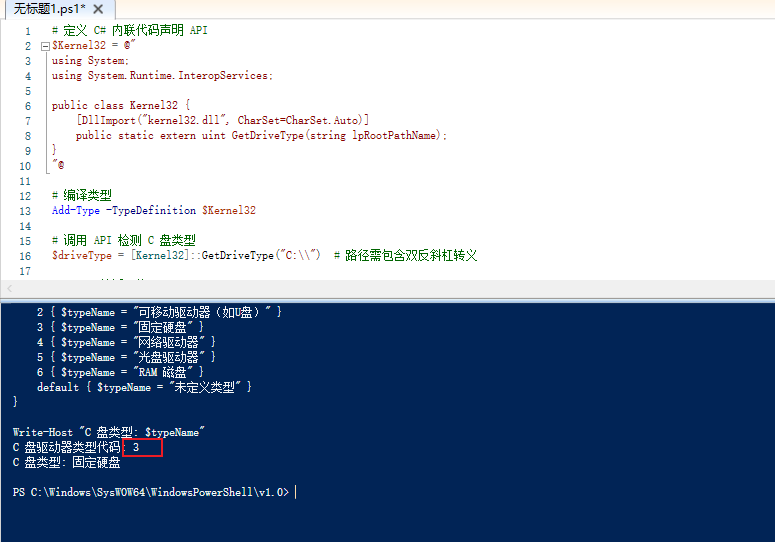 无标题1.ps1* ×
1 # 定义 C# 内联代码声明 API
2 $Kernel32 = @"
3 using System;
4 using System.Runtime.InteropServices;
5
6 public class Kernel32 {
7     [DllImport("kernel32.dll", CharSet=CharSet.Auto)]
8     public static extern uint GetDriveType(string lpRootPathName);
9 }
10 "@
11
12 # 编译类型
13 Add-Type -TypeDefinition $Kernel32
14
15 # 调用 API 检测 C 盘类型
16 $driveType = [Kernel32]::GetDriveType("C:\\")  # 路径需包含双反斜杠转义
17
    2 { $typeName = "可移动驱动器（如U盘）" }
    3 { $typeName = "固定硬盘" }
    4 { $typeName = "网络驱动器" }
    5 { $typeName = "光盘驱动器" }
    6 { $typeName = "RAM 磁盘" }
    default { $typeName = "未定义类型" }
}
Write-Host "C 盘类型: $typeName"
C 盘驱动器类型代码: 3
C 盘类型: 固定硬盘
PS C:\Windows\SysWOW64\WindowsPowerShell\v1.0>